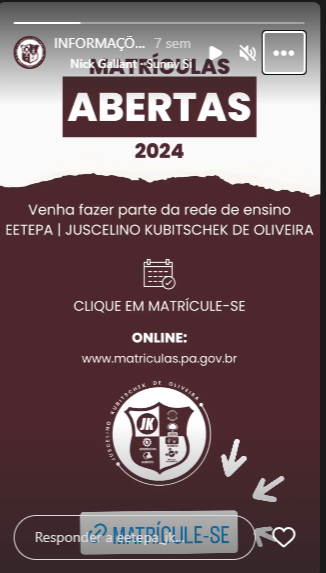 INFORMAÇÕ... 7 sem
Nick Gallant · Sunny Si
MATRÍCULAS
ABERTAS
2024
Venha fazer parte da rede de ensino
EETEPA | JUSCELINO KUBITSCHEK DE OLIVEIRA
CLIQUE EM MATRÍCULE-SE
ONLINE:
www.matriculas.pa.gov.br
JUSCELINO KUBITSCHEK DE OLIVEIRA
JK
MATRÍCULE-SE
Responder a eetepa_jk...